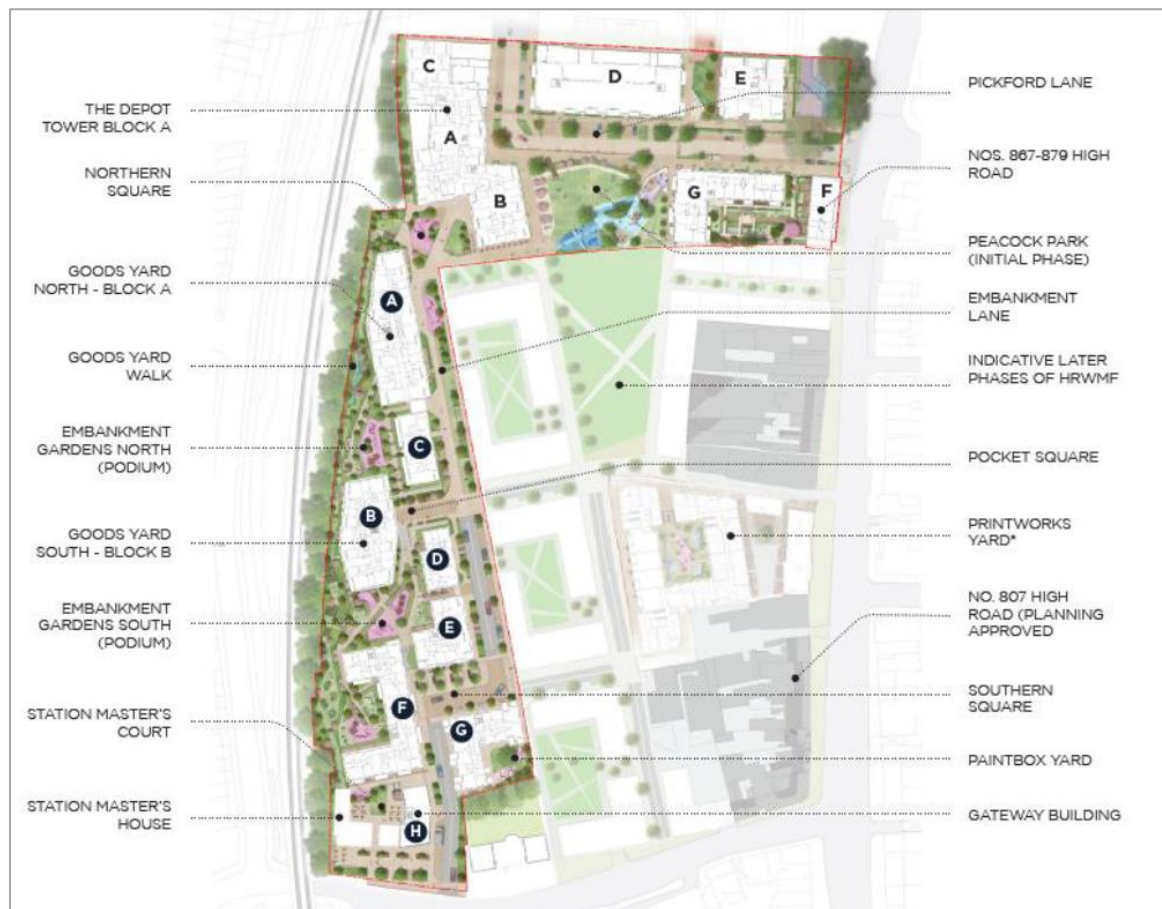 THE DEPOT
TOWER BLOCK A
NORTHERN
SQUARE
GOODS YARD
NORTH - BLOCK A
GOODS YARD
WALK
EMBANKMENT
GARDENS NORTH
(PODIUM)
GOODS YARD
SOUTH - BLOCK B
EMBANKMENT
GARDENS SOUTH
(PODIUM)
STATION MASTER'S
COURT
STATION MASTER'S
HOUSE
C
D
E
A
B
G
F
A
C
B
D
E
F
G
H
PICKFORD LANE
NOS. 867-879 HIGH
ROAD
PEACOCK PARK
(INITIAL PHASE)
EMBANKMENT
LANE
INDICATIVE LATER
PHASES OF HRWMF
POCKET SQUARE
PRINTWORKS
YARD*
NO. 807 HIGH
ROAD (PLANNING
APPROVED
SOUTHERN
SQUARE
PAINTBOX YARD
GATEWAY BUILDING